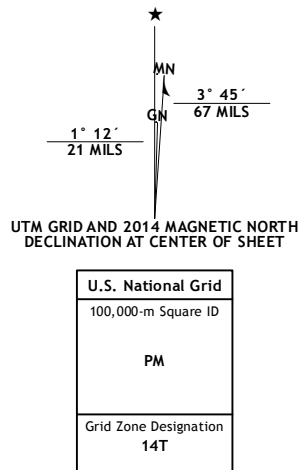 MN
3° 45´
67 MILS
GN
1° 12´
21 MILS
UTM GRID AND 2014 MAGNETIC NORTH
DECLINATION AT CENTER OF SHEET
U.S. National Grid
100,000-m Square ID
PM
Grid Zone Designation
14T